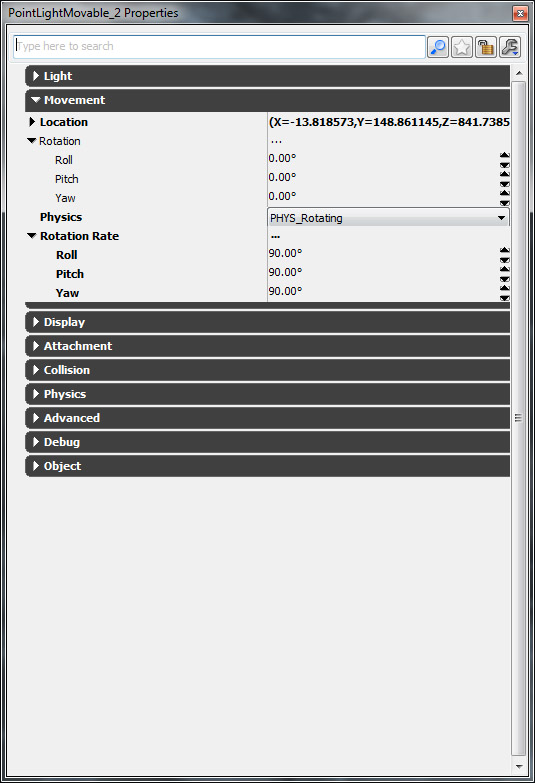 PointLightMovable_2 Properties
Type here to search
Light
Movement
Location (X=-13.818573,Y=148.861145,Z=841.7385
Rotation ...
Roll 0.00°
Pitch 0.00°
Yaw 0.00°
Physics PHYS_Rotating
Rotation Rate ...
Roll 90.00°
Pitch 90.00°
Yaw 90.00°
Display
Attachment
Collision
Physics
Advanced
Debug
Object